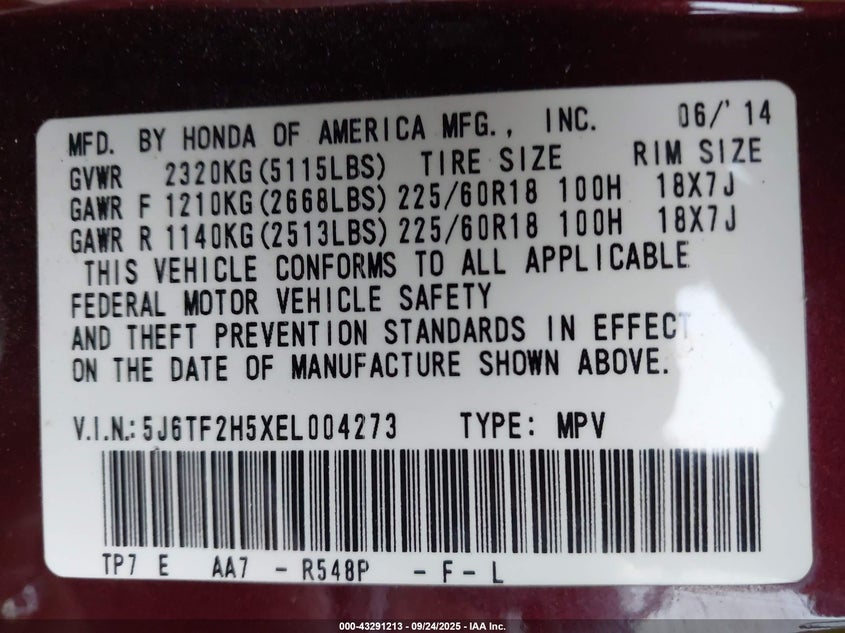 MFD. BY HONDA OF AMERICA MFG., INC. 06/'14
GVWR 2320KG(5115LBS) TIRE SIZE RIM SIZE
GAWR F 1210KG(2668LBS) 225/60R18 100H 18X7J
GAWR R 1140KG(2513LBS) 225/60R18 100H 18X7J
THIS VEHICLE CONFORMS TO ALL APPLICABLE
FEDERAL MOTOR VEHICLE SAFETY
AND THEFT PREVENTION STANDARDS IN EFFECT
ON THE DATE OF MANUFACTURE SHOWN ABOVE.
V.I.N.: 5J6TF2H5XEL004273 TYPE: MPV
TP7 E AA7 - R548P - F - L
000-43291213 - 09/24/2025 - IAA Inc.